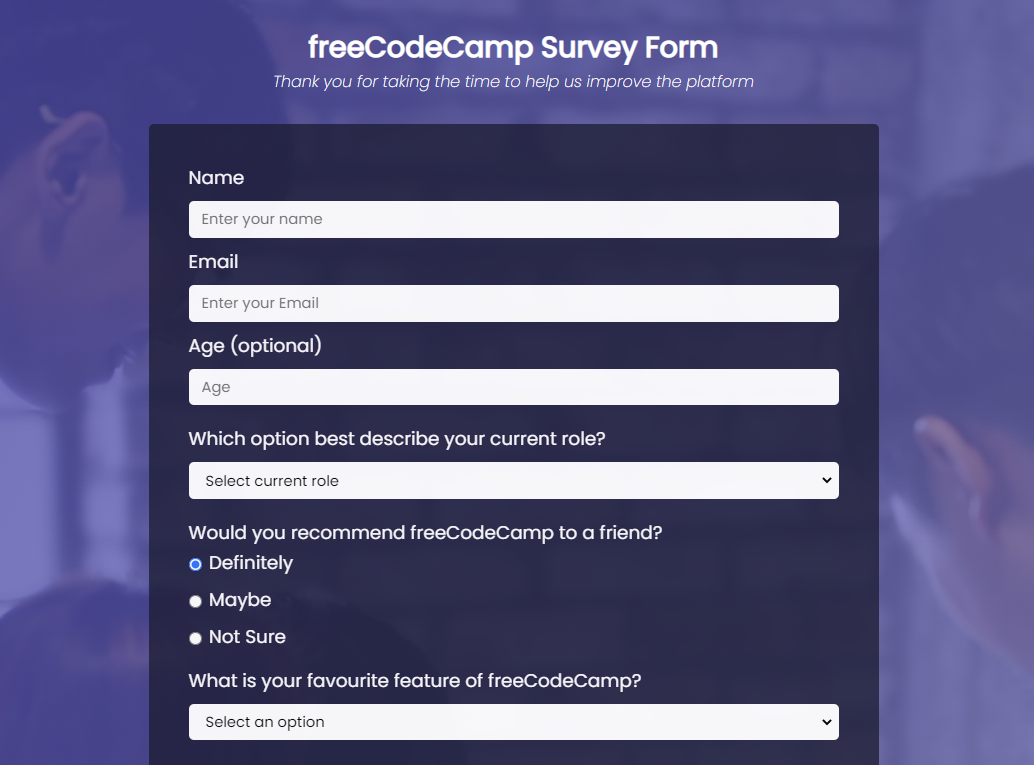 freeCodeCamp Survey Form
Thank you for taking the time to help us improve the platform
Name
Enter your name
Email
Enter your Email
Age (optional)
Age
Which option best describe your current role?
Select current role
Would you recommend freeCodeCamp to a friend?
Definitely
Maybe
Not Sure
What is your favourite feature of freeCodeCamp?
Select an option